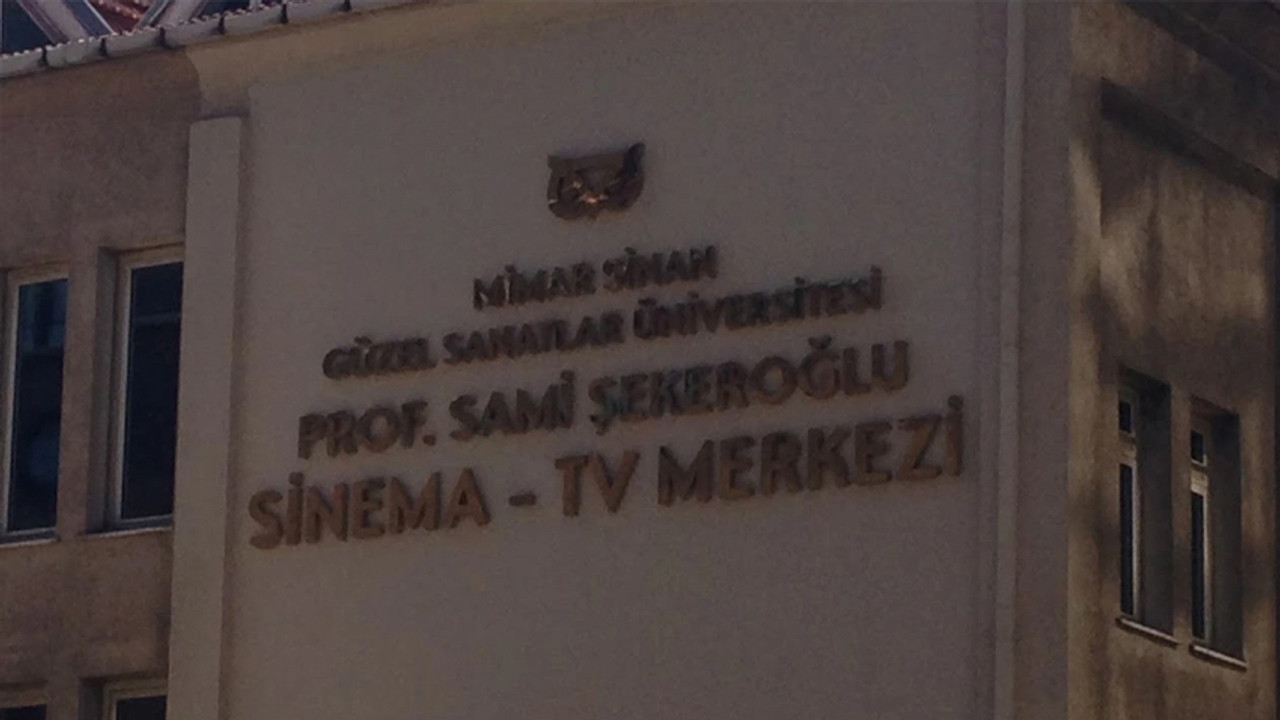 MİMAR SİNAN
GÜZEL SANATLAR ÜNİVERSİTESİ
PROF. SAMİ ŞEKEROĞLU
SİNEMA - TV MERKEZİ